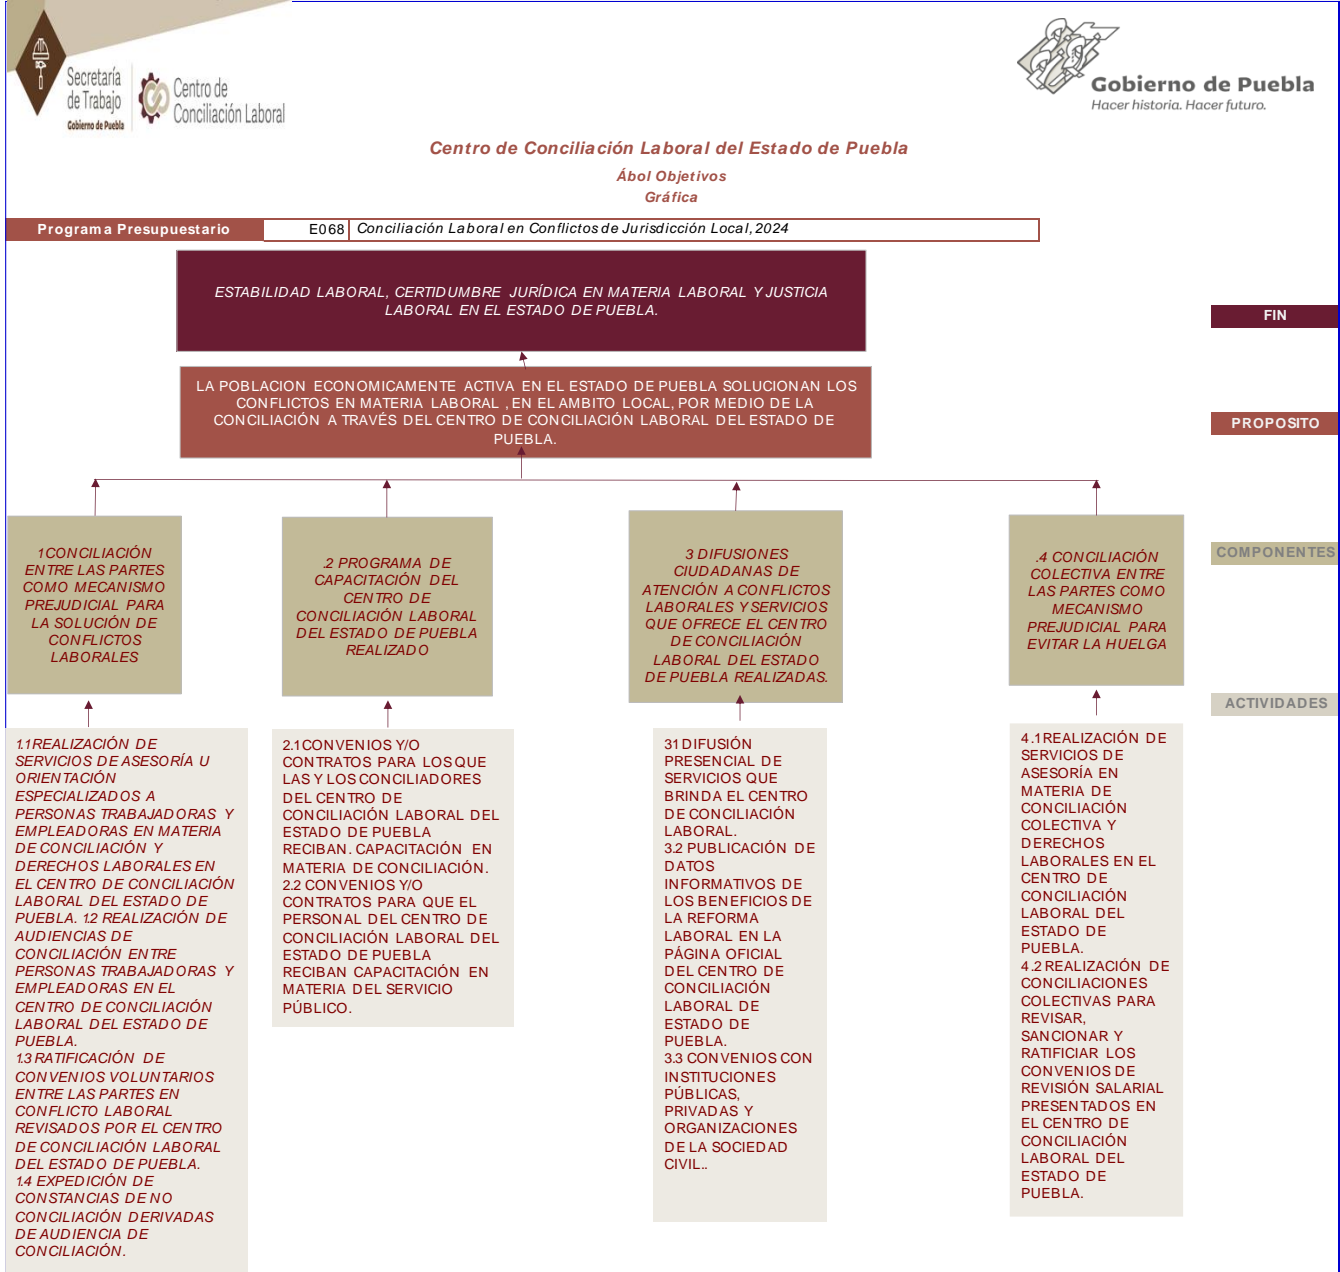 Secretaría
de Trabajo
Gobierno de Puebla
Centro de
Conciliación Laboral
Gobierno de Puebla
Hacer historia. Hacer futuro.
Centro de Conciliación Laboral del Estado de Puebla
Ábol Objetivos
Gráfica
Programa Presupuestario E068 Conciliación Laboral en Conflictos de Jurisdicción Local, 2024
ESTABILIDAD LABORAL, CERTIDUMBRE JURÍDICA EN MATERIA LABORAL Y JUSTICIA
LABORAL EN EL ESTADO DE PUEBLA.
FIN
LA POBLACION ECONOMICAMENTE ACTIVA EN EL ESTADO DE PUEBLA SOLUCIONAN LOS
CONFLICTOS EN MATERIA LABORAL , EN EL AMBITO LOCAL, POR MEDIO DE LA
CONCILIACIÓN A TRAVÉS DEL CENTRO DE CONCILIACIÓN LABORAL DEL ESTADO DE
PUEBLA.
PROPOSITO
1 CONCILIACIÓN
ENTRE LAS PARTES
COMO MECANISMO
PREJUDICIAL PARA
LA SOLUCIÓN DE
CONFLICTOS
LABORALES
.2 PROGRAMA DE
CAPACITACIÓN DEL
CENTRO DE
CONCILIACIÓN LABORAL
DEL ESTADO DE PUEBLA
REALIZADO
3 DIFUSIONES
CIUDADANAS DE
ATENCIÓN A CONFLICTOS
LABORALES Y SERVICIOS
QUE OFRECE EL CENTRO
DE CONCILIACIÓN
LABORAL DEL ESTADO
DE PUEBLA REALIZADAS.
.4 CONCILIACIÓN
COLECTIVA ENTRE
LAS PARTES COMO
MECANISMO
PREJUDICIAL PARA
EVITAR LA HUELGA
COMPONENTES
ACTIVIDADES
1.1 REALIZACIÓN DE
SERVICIOS DE ASESORÍA U
ORIENTACIÓN
ESPECIALIZADOS A
PERSONAS TRABAJADORAS Y
EMPLEADORAS EN MATERIA
DE CONCILIACIÓN Y
DERECHOS LABORALES EN
EL CENTRO DE CONCILIACIÓN
LABORAL DEL ESTADO DE
PUEBLA. 1.2 REALIZACIÓN DE
AUDIENCIAS DE
CONCILIACIÓN ENTRE
PERSONAS TRABAJADORAS Y
EMPLEADORAS EN EL
CENTRO DE CONCILIACIÓN
LABORAL DEL ESTADO DE
PUEBLA.
1.3 RATIFICACIÓN DE
CONVENIOS VOLUNTARIOS
ENTRE LAS PARTES EN
CONFLICTO LABORAL
REVISADOS POR EL CENTRO
DE CONCILIACIÓN LABORAL
DEL ESTADO DE PUEBLA.
1.4 EXPEDICIÓN DE
CONSTANCIAS DE NO
CONCILIACIÓN DERIVADAS
DE AUDIENCIA DE
CONCILIACIÓN.
2.1 CONVENIOS Y/O
CONTRATOS PARA LOS QUE
LAS Y LOS CONCILIADORES
DEL CENTRO DE
CONCILIACIÓN LABORAL DEL
ESTADO DE PUEBLA
RECIBAN. CAPACITACIÓN EN
MATERIA DE CONCILIACIÓN.
2.2 CONVENIOS Y/O
CONTRATOS PARA QUE EL
PERSONAL DEL CENTRO DE
CONCILIACIÓN LABORAL DEL
ESTADO DE PUEBLA
RECIBAN CAPACITACIÓN EN
MATERIA DEL SERVICIO
PÚBLICO.
3.1 DIFUSIÓN
PRESENCIAL DE
SERVICIOS QUE
BRINDA EL CENTRO
DE CONCILIACIÓN
LABORAL.
3.2 PUBLICACIÓN DE
DATOS
INFORMATIVOS DE
LOS BENEFICIOS DE
LA REFORMA
LABORAL EN LA
PÁGINA OFICIAL
DEL CENTRO DE
CONCILIACIÓN
LABORAL DE
ESTADO DE
PUEBLA.
3.3 CONVENIOS CON
INSTITUCIONES
PÚBLICAS,
PRIVADAS Y
ORGANIZACIONES
DE LA SOCIEDAD
CIVIL..
4.1 REALIZACIÓN DE
SERVICIOS DE
ASESORÍA EN
MATERIA DE
CONCILIACIÓN
COLECTIVA Y
DERECHOS
LABORALES EN EL
CENTRO DE
CONCILIACIÓN
LABORAL DEL
ESTADO DE
PUEBLA.
4.2 REALIZACIÓN DE
CONCILIACIONES
COLECTIVAS PARA
REVISAR,
SANCIONAR Y
RATIFICIAR LOS
CONVENIOS DE
REVISIÓN SALARIAL
PRESENTADOS EN
EL CENTRO DE
CONCILIACIÓN
LABORAL DEL
ESTADO DE
PUEBLA.